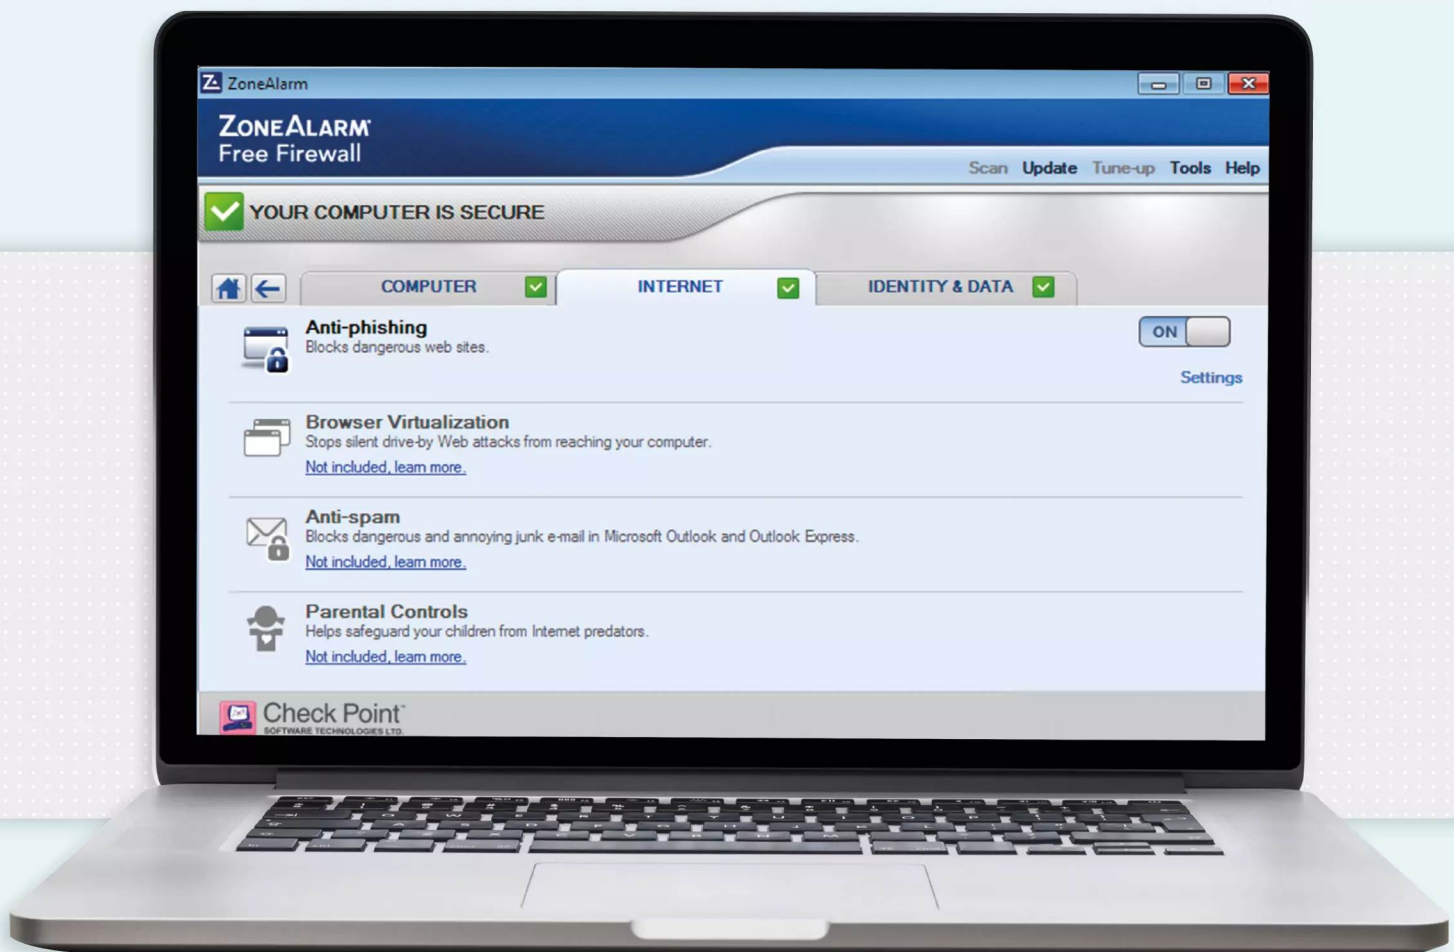 ZoneAlarm
ZONEALARM
Free Firewall
Scan Update Tune-up Tools Help
YOUR COMPUTER IS SECURE
COMPUTER INTERNET IDENTITY & DATA
Anti-phishing
Blocks dangerous web sites.
ON
Settings
Browser Virtualization
Stops silent drive-by Web attacks from reaching your computer.
Not included, learn more.
Anti-spam
Blocks dangerous and annoying junk e-mail in Microsoft Outlook and Outlook Express.
Not included, learn more.
Parental Controls
Helps safeguard your children from Internet predators.
Not included, learn more.
Check Point™
SOFTWARE TECHNOLOGIES LTD.